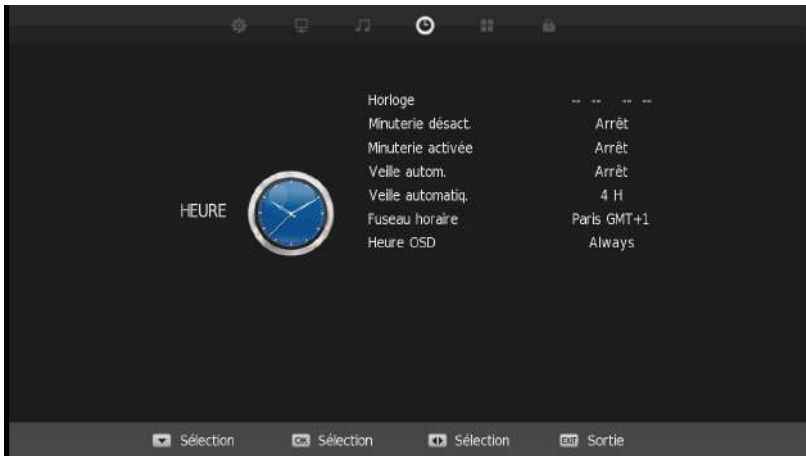 Horloge -- -- -- --
Minuterie désact. Arrêt
Minuterie activée Arrêt
Veille autom. Arrêt
Veille automatiq. 4 H
HEURE
Fuseau horaire Paris GMT+1
Heure OSD Always
Sélection OK Sélection Sélection EXIT Sortie